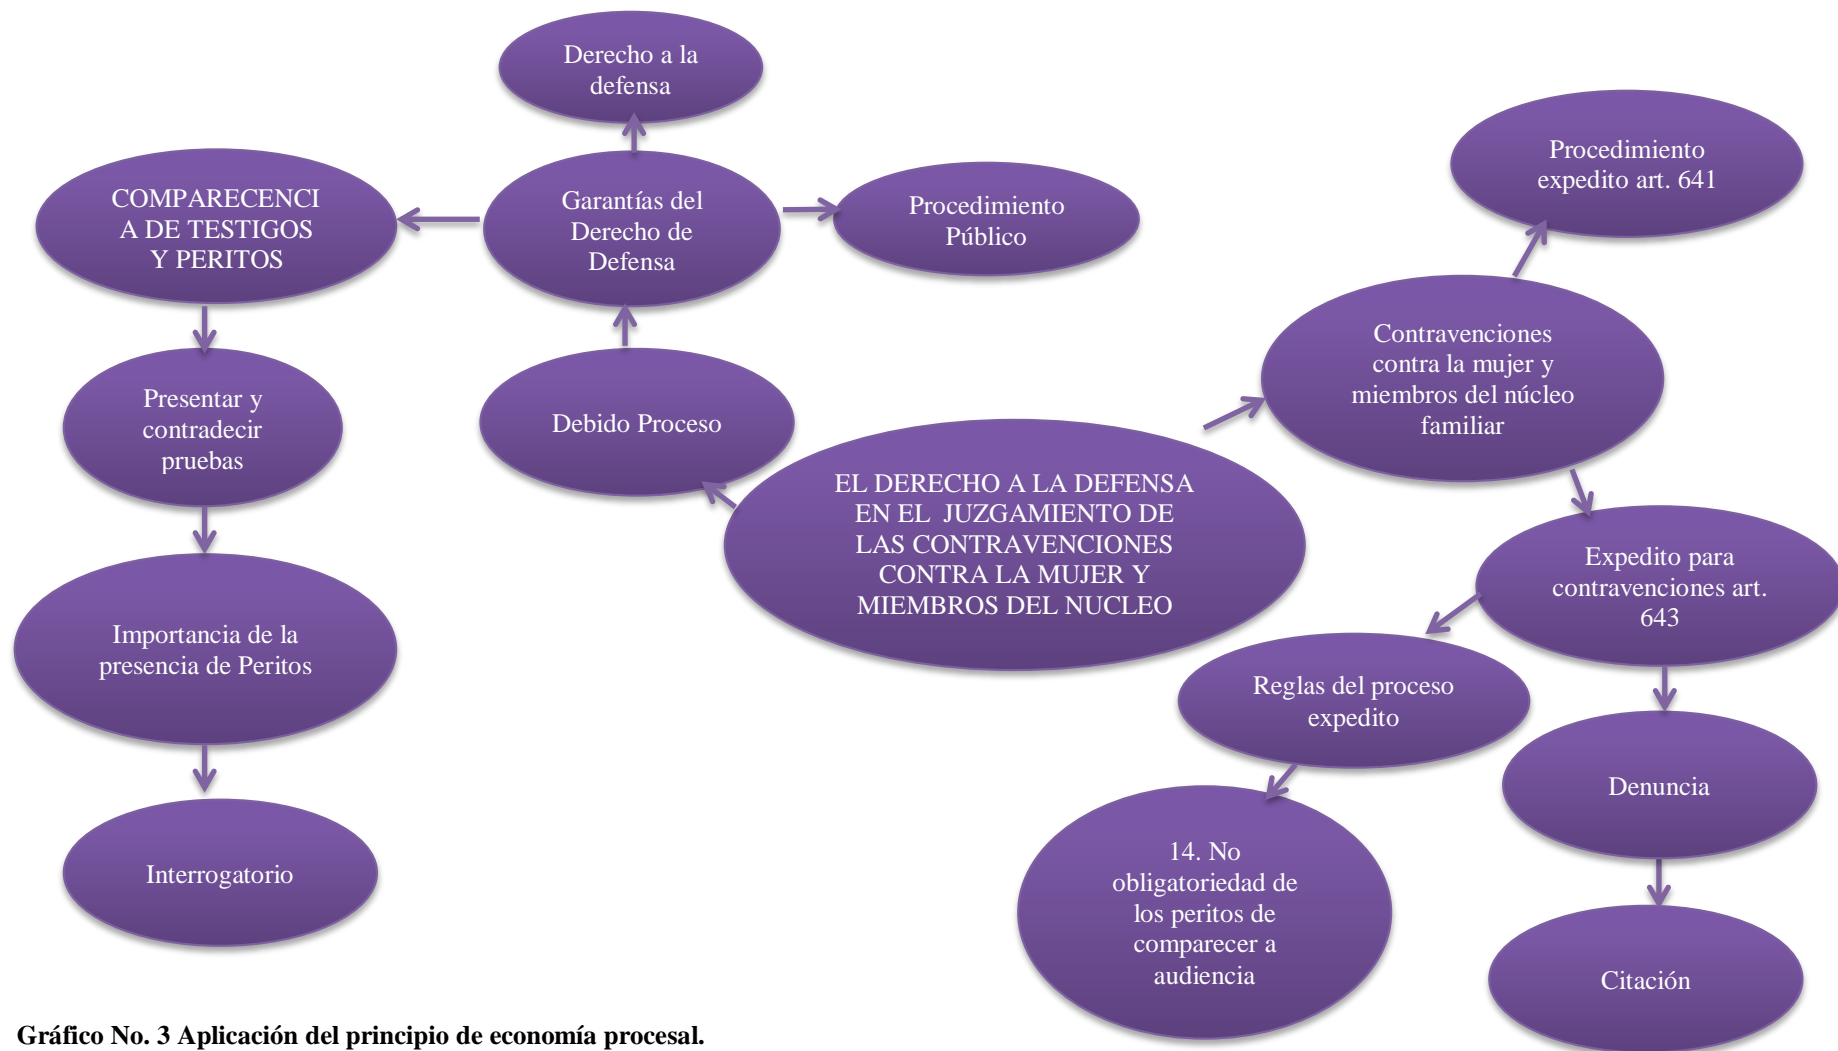 Derecho a la
defensa
COMPARECENCI
A DE TESTIGOS
Y PERITOS
Garantías del
Derecho de
Defensa
Procedimiento
Público
Procedimiento
expedito art. 641
Presentar y
contradecir
pruebas
Debido Proceso
Contravenciones
contra la mujer y
miembros del núcleo
familiar
EL DERECHO A LA DEFENSA
EN EL JUZGAMIENTO DE
LAS CONTRAVENCIONES
CONTRA LA MUJER Y
MIEMBROS DEL NUCLEO
Expedito para
contravenciones art.
643
Importancia de la
presencia de Peritos
Reglas del proceso
expedito
Denuncia
Interrogatorio
14. No
obligatoriedad de
los peritos de
comparecer a
audiencia
Citación
Gráfico No. 3 Aplicación del principio de economía procesal.